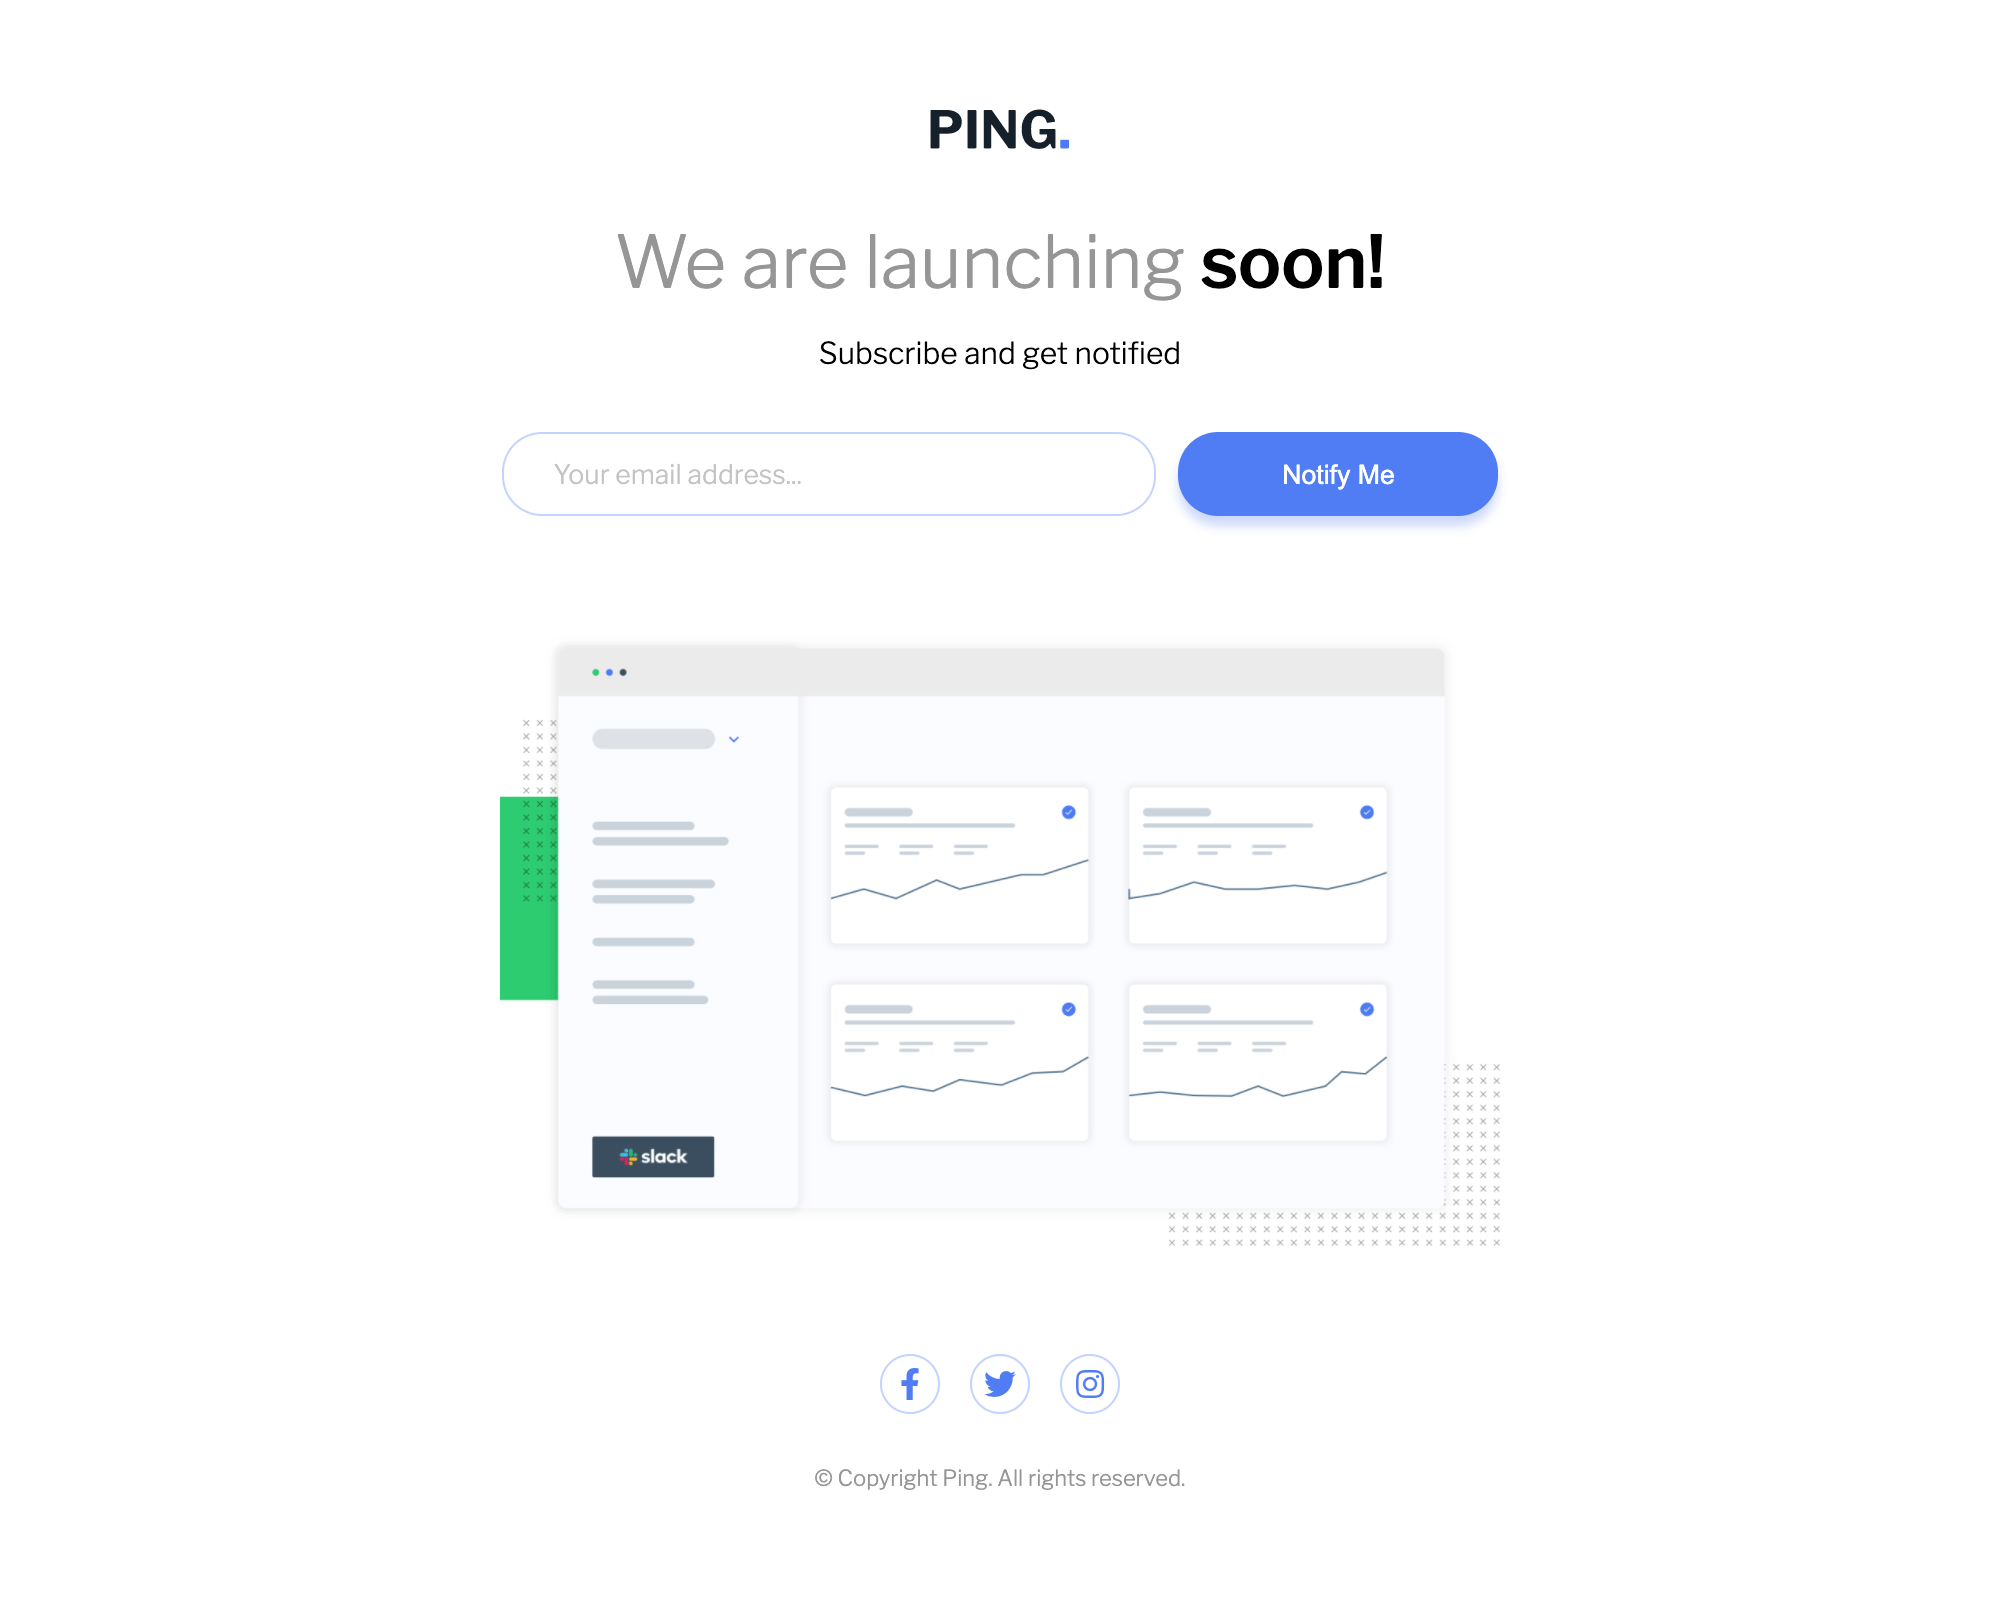 PING.
We are launching soon!
Subscribe and get notified
Your email address...
Notify Me
slack
© Copyright Ping. All rights reserved.